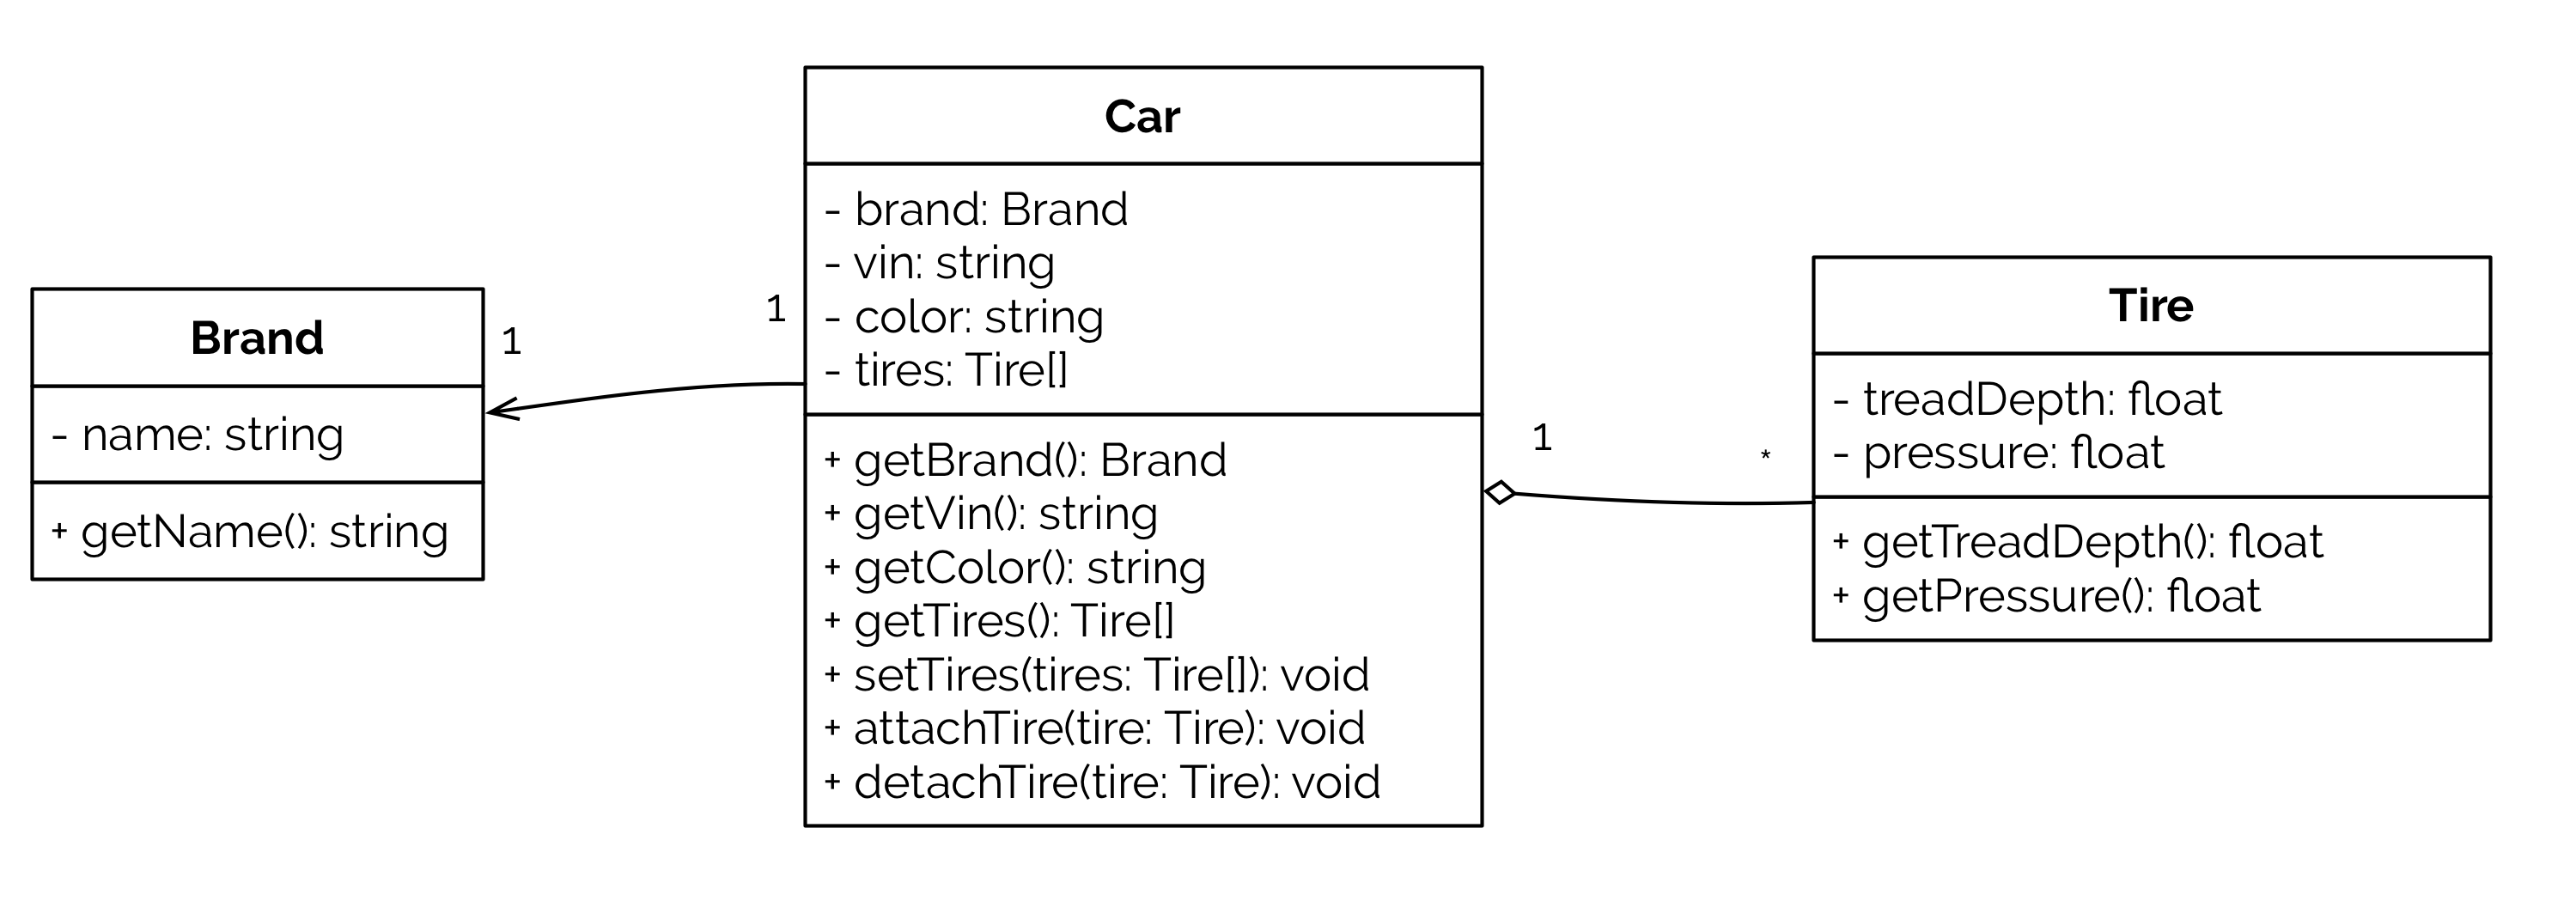 Brand
- name: string
+ getName(): string
1
1
Car
- brand: Brand
- vin: string
- color: string
- tires: Tire[]
+ getBrand(): Brand
+ getVin(): string
+ getColor(): string
+ getTires(): Tire[]
+ setTires(tires: Tire[]): void
+ attachTire(tire: Tire): void
+ detachTire(tire: Tire): void
1
*
Tire
- treadDepth: float
- pressure: float
+ getTreadDepth(): float
+ getPressure(): float